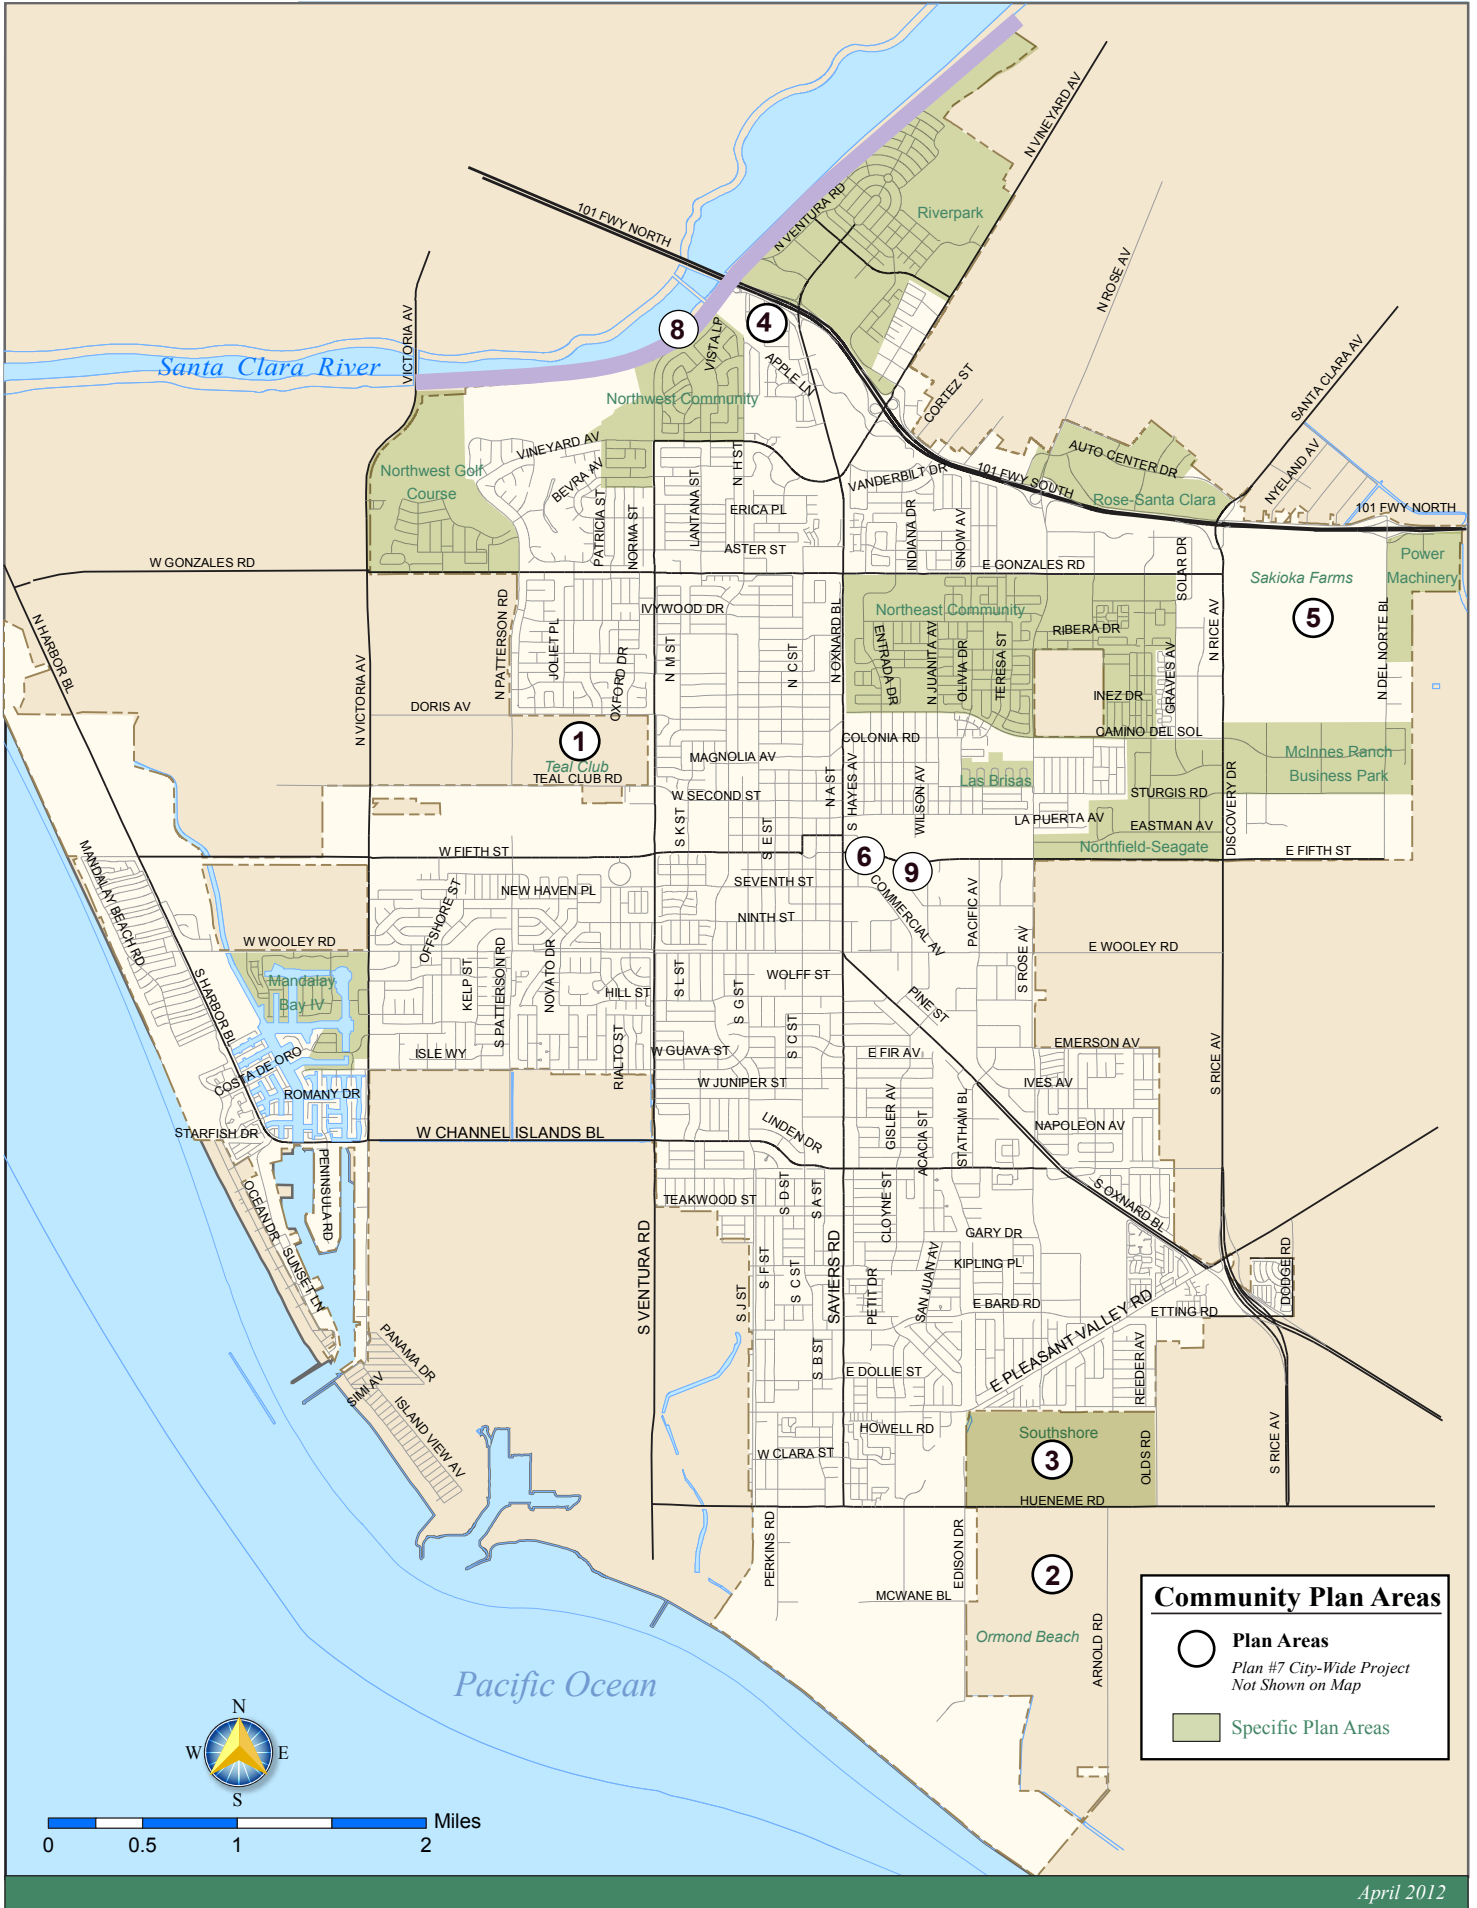 N VINEYARD AV
101 FWY NORTH
N VENTURA RD
Riverpark
N ROSE AV
VICTORIA AV
8
4
VISTA LP
APPLE LN
Santa Clara River
SANTA CLARA AV
CORTEZ ST
Northwest Community
VINEYARD AV
BEVRA AV
N H ST
AUTO CENTER DR
NYELAND AV
Northwest Golf
Course
LANTANA ST
VANDERBILT DR
101 FWY SOUTH
Rose-Santa Clara
101 FWY NORTH
PATRICIA ST
NORMA ST
ERICA PL
INDIANA DR
SNOW AV
ASTER ST
SOLAR DR
W GONZALES RD
E GONZALES RD
Power
Machinery
Sakioka Farms
5
N HARBOR BL
N PATTERSON RD
JOLIET PL
OXFORD DR
IVYWOOD DR
N M ST
N C ST
N OXNARD BL
Northeast Community
ENTRADA DR
N JUANITA AV
OLIVIA DR
TERESA ST
RIBERA DR
INEZ DR
GRAVES AV
N RICE AV
N DEL NORTE BL
N VICTORIA AV
DORIS AV
1
Teal Club
TEAL CLUB RD
COLONIA RD
CAMINO DEL SOL
MAGNOLIA AV
McInnes Ranch
Business Park
Las Brisas
W SECOND ST
N A ST
S HAYES AV
WILSON AV
STURGIS RD
LA PUERTA AV
EASTMAN AV
DISCOVERY DR
S K ST
S E ST
Northfield-Seagate
W FIFTH ST
E FIFTH ST
6
9
MANDALAY BEACH RD
SEVENTH ST
NEW HAVEN PL
OFFSHORE ST
COMMERCIAL AV
PACIFIC AV
NINTH ST
W WOOLEY RD
E WOOLEY RD
S HARBOR BL
Mandalay
Bay IV
KELP ST
S PATTERSON RD
NOVATO DR
HILL ST
S L ST
S G ST
WOLFF ST
S C ST
PINE ST
S ROSE AV
S RICE AV
COSTA DE ORO
ISLE WY
RIALTO ST
W GUAVA ST
E FIR AV
EMERSON AV
ROMANY DR
W JUNIPER ST
IVES AV
STARFISH DR
W CHANNEL ISLANDS BL
LINDEN DR
GISLER AV
ACACIA ST
STATHAM BL
NAPOLEON AV
PENINSULA RD
OCEAN DR
TEAKWOOD ST
S D ST
S A ST
CLOYNE ST
S OXNARD BL
SUNSET LN
S VENTURA RD
S J ST
S F ST
S C ST
SAVIERS RD
PETIT DR
SAN JUAN AV
GARY DR
KIPLING PL
E BARD RD
DODGE RD
ETTING RD
PANAMA DR
SIMI AV
ISLAND VIEW AV
S B ST
E DOLLIE ST
E PLEASANT VALLEY RD
REEDER AV
HOWELL RD
W CLARA ST
Southshore
3
OLDS RD
S RICE AV
HUENEME RD
PERKINS RD
EDISON DR
MCWANE BL
2
Ormond Beach
ARNOLD RD
Pacific Ocean
Community Plan Areas
Plan Areas
Plan #7 City-Wide Project
Not Shown on Map
Specific Plan Areas
N
W
E
S
Miles
0
0.5
1
2
April 2012